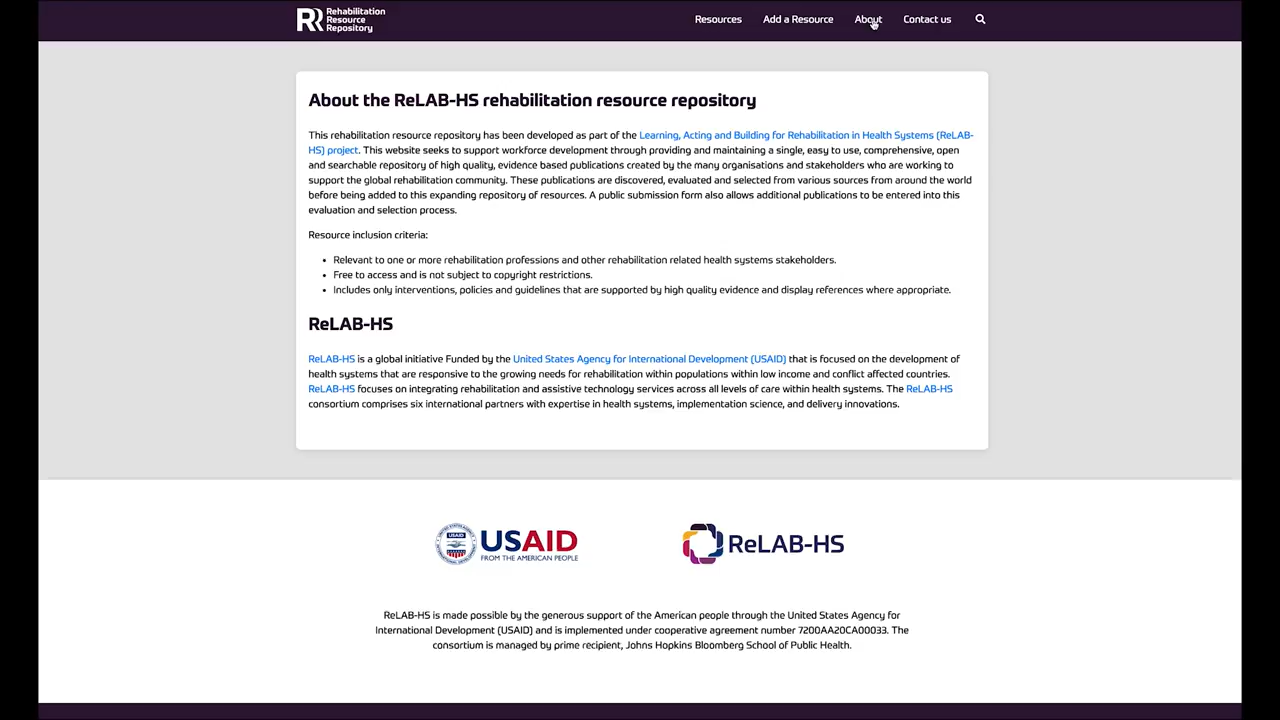 Rehabilitation
Resource
Repository
Resources Add a Resource About Contact us
About the ReLAB-HS rehabilitation resource repository
This rehabilitation resource repository has been developed as part of the Learning, Acting and Building for Rehabilitation in Health Systems (ReLAB-
HS) project. This website seeks to support workforce development through providing and maintaining a single, easy to use, comprehensive, open
and searchable repository of high quality, evidence based publications created by the many organisations and stakeholders who are working to
support the global rehabilitation community. These publications are discovered, evaluated and selected from various sources from around the world
before being added to this expanding repository of resources. A public submission form also allows additional publications to be entered into this
evaluation and selection process.
Resource inclusion criteria:
• Relevant to one or more rehabilitation professions and other rehabilitation related health systems stakeholders.
• Free to access and is not subject to copyright restrictions.
• Includes only interventions, policies and guidelines that are supported by high quality evidence and display references where appropriate.
ReLAB-HS
ReLAB-HS is a global initiative Funded by the United States Agency for International Development (USAID) that is focused on the development of
health systems that are responsive to the growing needs for rehabilitation within populations within low income and conflict affected countries.
ReLAB-HS focuses on integrating rehabilitation and assistive technology services across all levels of care within health systems. The ReLAB-HS
consortium comprises six international partners with expertise in health systems, implementation science, and delivery innovations.
USAID
FROM THE AMERICAN PEOPLE
ReLAB-HS
ReLAB-HS is made possible by the generous support of the American people through the United States Agency for
International Development (USAID) and is implemented under cooperative agreement number 7200AA20CA00033. The
consortium is managed by prime recipient, Johns Hopkins Bloomberg School of Public Health.